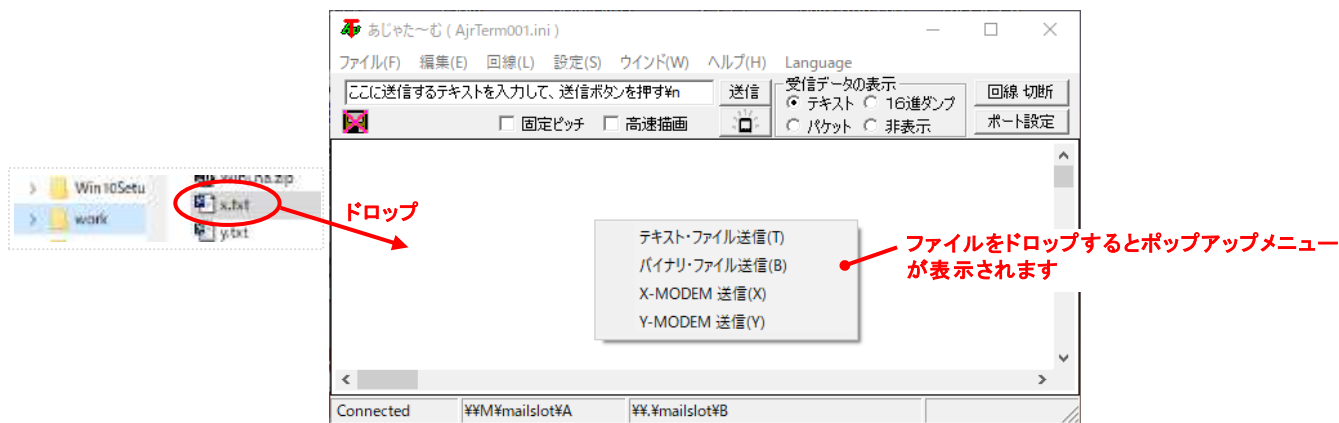 あじゃた～む ( AjrTerm001.ini )
ファイル(F) 編集(E) 回線(L) 設定(S) ウインド(W) ヘルプ(H) Language
ここに送信するテキストを入力して、送信ボタンを押す¥n 送信
固定ピッチ 高速描画
受信データの表示
テキスト 16進ダンプ
パケット 非表示
回線 切断
ポート設定
Win10Setu
work
x.txt
y.txt
ドロップ
テキスト・ファイル送信(T)
バイナリ・ファイル送信(B)
X-MODEM 送信(X)
Y-MODEM 送信(Y)
ファイルをドロップするとポップアップメニュー
が表示されます
Connected ¥¥M¥mailslot¥A ¥¥.¥mailslot¥B